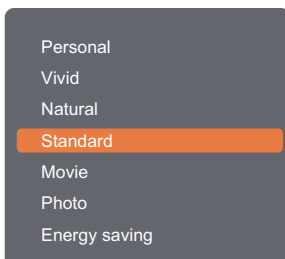 Personal
Vivid
Natural
Standard
Movie
Photo
Energy saving